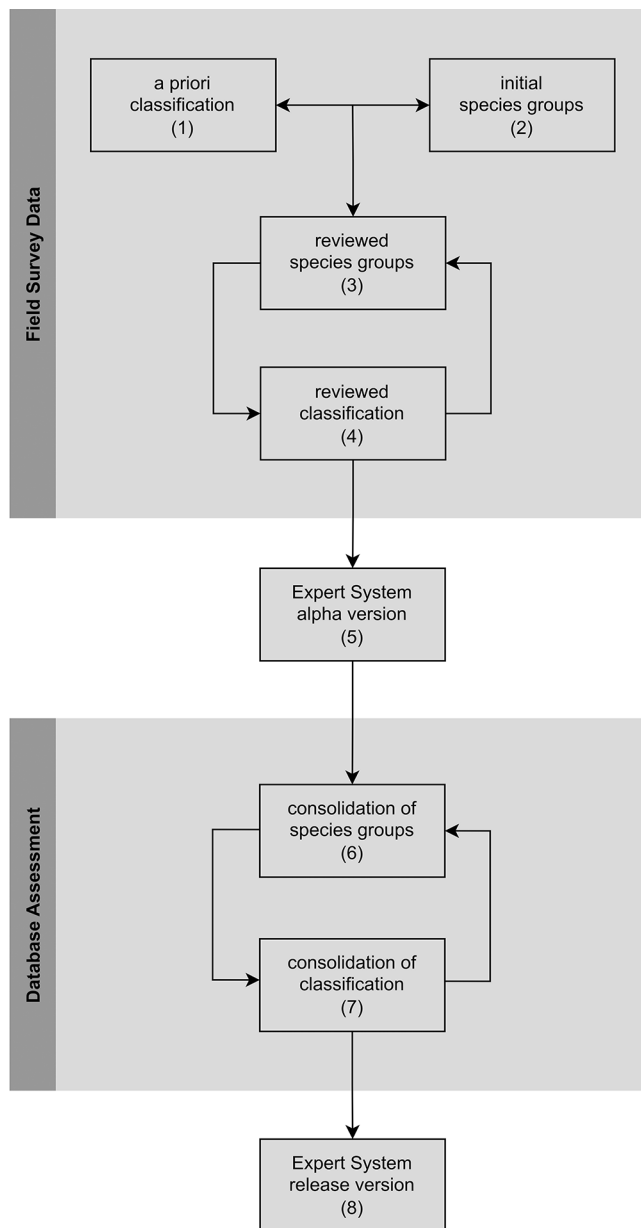 a priori
classification
(1)
initial
species groups
(2)
Field Survey Data
reviewed
species groups
(3)
reviewed
classification
(4)
Expert System
alpha version
(5)
Database Assessment
consolidation of
species groups
(6)
consolidation of
classification
(7)
Expert System
release version
(8)